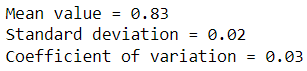 Mean value = 0.83
Standard deviation = 0.02
Coefficient of variation = 0.03